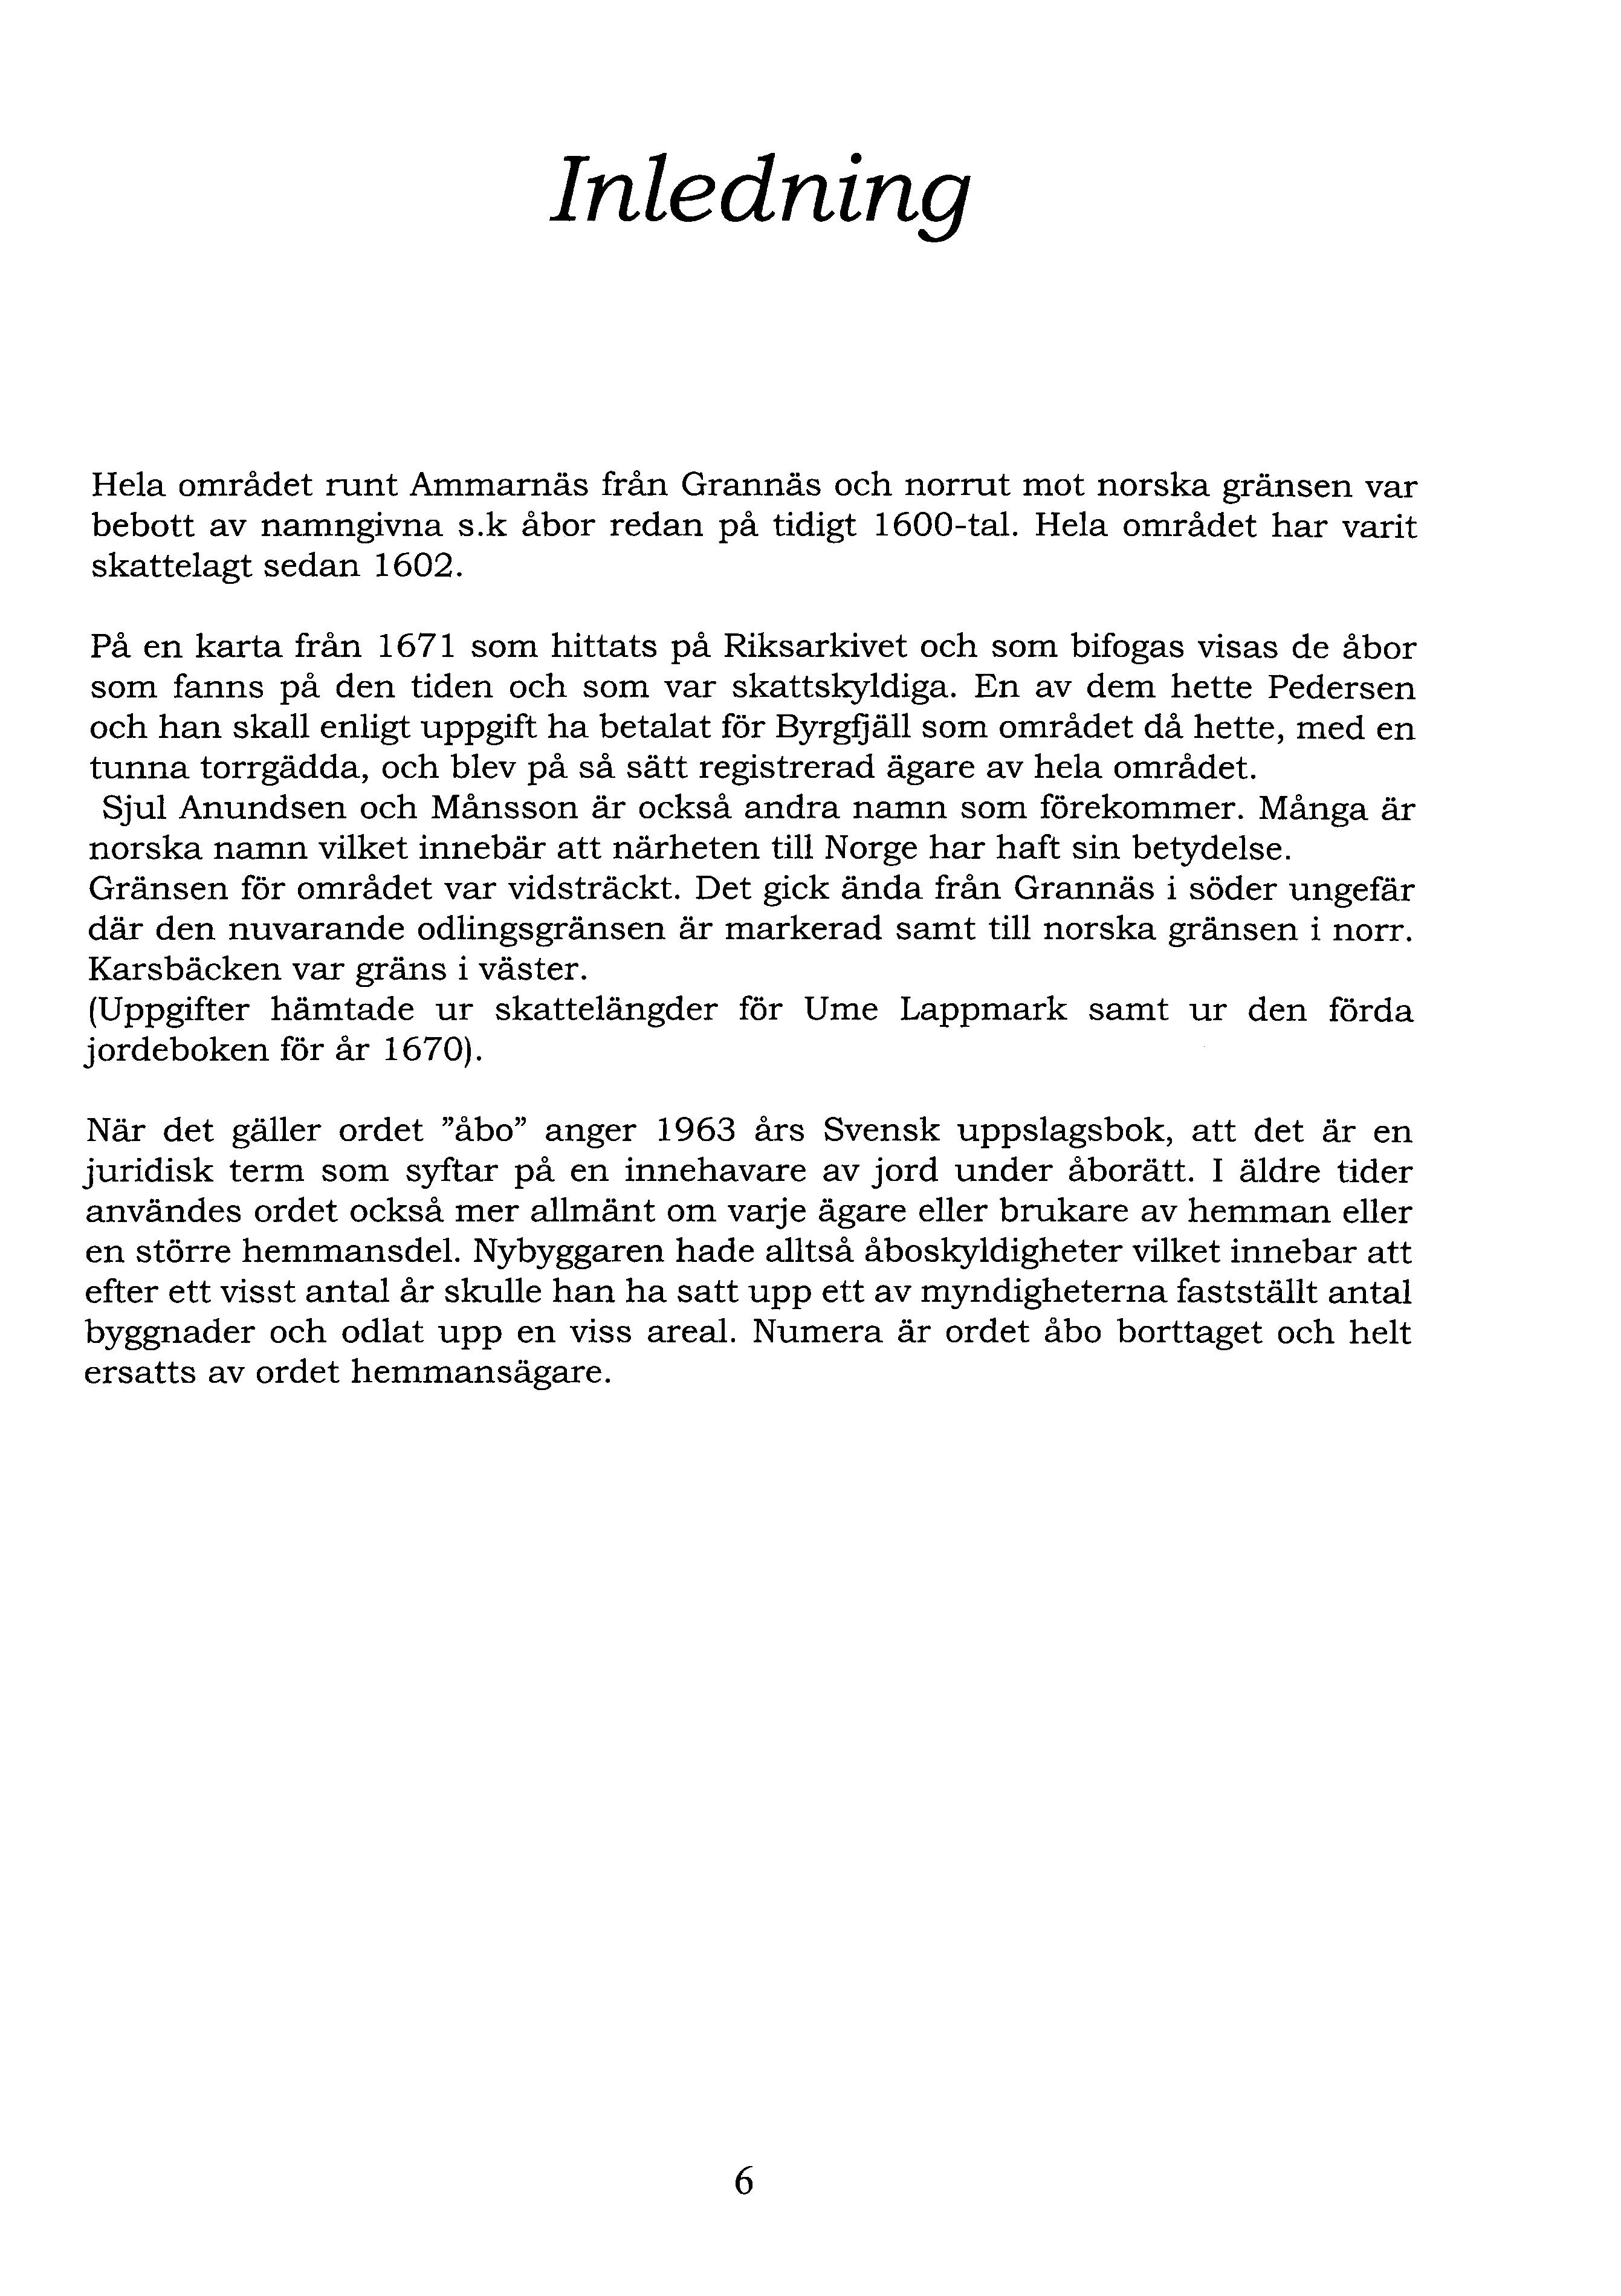 Inledning
Hela området runt Ammarnäs från Grannäs och norrut mot norska gränsen var
bebott av namngivna s.k åbor redan på tidigt 1600-tal. Hela området har varit
skattelagt sedan 1602.
På en karta från 1671 som hittats på Riksarkivet och som bifogas visas de åbor
som fanns på den tiden och som var skattskyldiga. En av dem hette Pedersen
och han skall enligt uppgift ha betalat för Byrgfjäll som området då hette, med en
tunna torrgädda, och blev på så sätt registrerad ägare av hela området.
Sjul Anundsen och Månsson är också andra namn som förekommer. Många är
norska namn vilket innebär att närheten till Norge har haft sin betydelse.
Gränsen för området var vidsträckt. Det gick ända från Grannäs i söder ungefär
där den nuvarande odlingsgränsen är markerad samt till norska gränsen i norr.
Karsbäcken var gräns i väster.
(Uppgifter hämtade ur skattelängder för Ume Lappmark samt ur den förda
jordeboken för år 1670).
När det gäller ordet ”åbo” anger 1963 års Svensk uppslagsbok, att det är en
juridisk term som syftar på en innehavare av jord under åborätt. I äldre tider
användes ordet också mer allmänt om varje ägare eller brukare av hemman eller
en större hemmansdel. Nybyggaren hade alltså åboskyldigheter vilket innebar att
efter ett visst antal år skulle han ha satt upp ett av myndigheterna fastställt antal
byggnader och odlat upp en viss areal. Numera är ordet åbo borttaget och helt
ersatts av ordet hemmansägare.
6